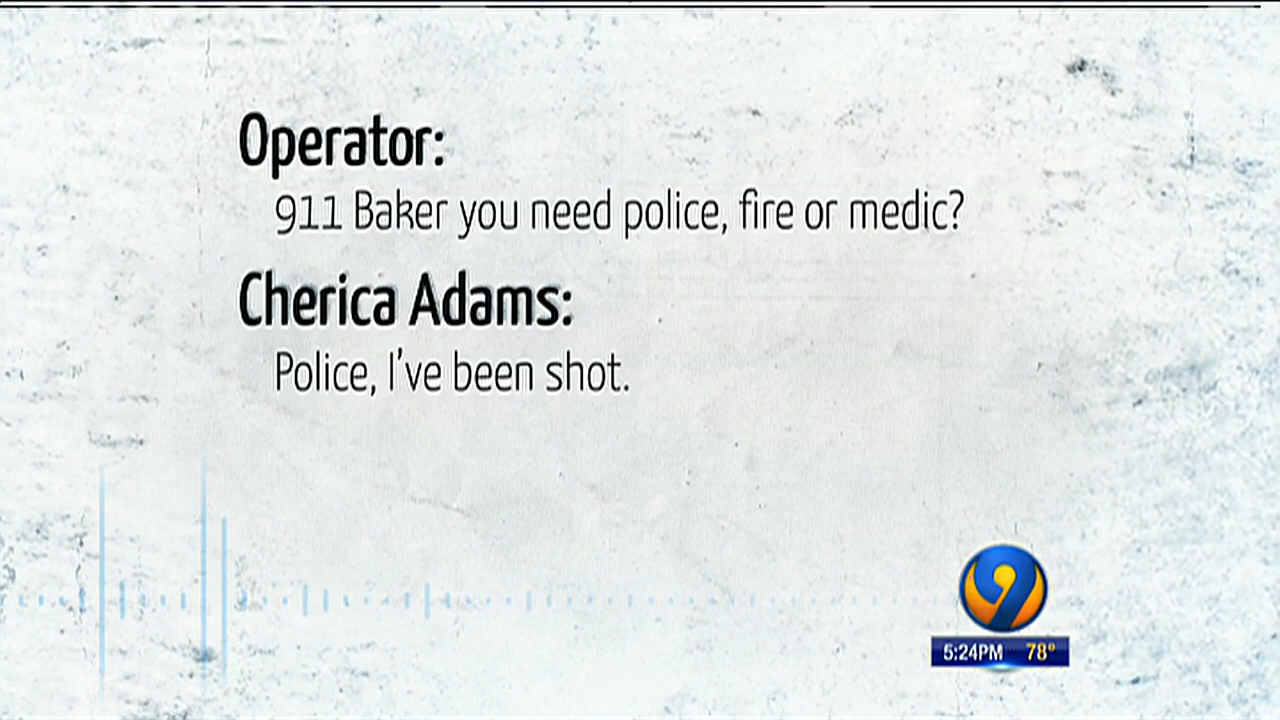 Operator:
911 Baker you need police, fire or medic?
Cherica Adams:
Police, I've been shot.
9
5:24PM 78°